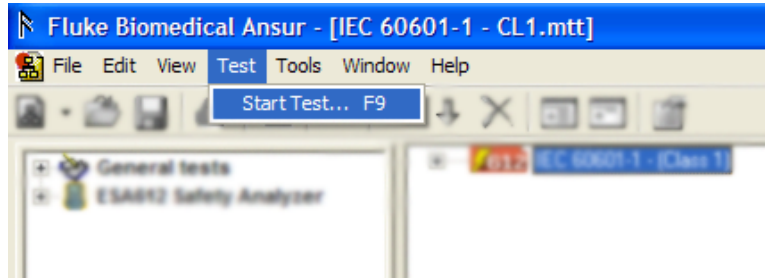 Fluke Biomedical Ansur - [IEC 60601-1 - CL1.mtt]
File Edit View Test Tools Window Help
Start Test... F9
General tests
ESA612 Safety Analyzer
612 IEC 60601-1 - (Class 1)